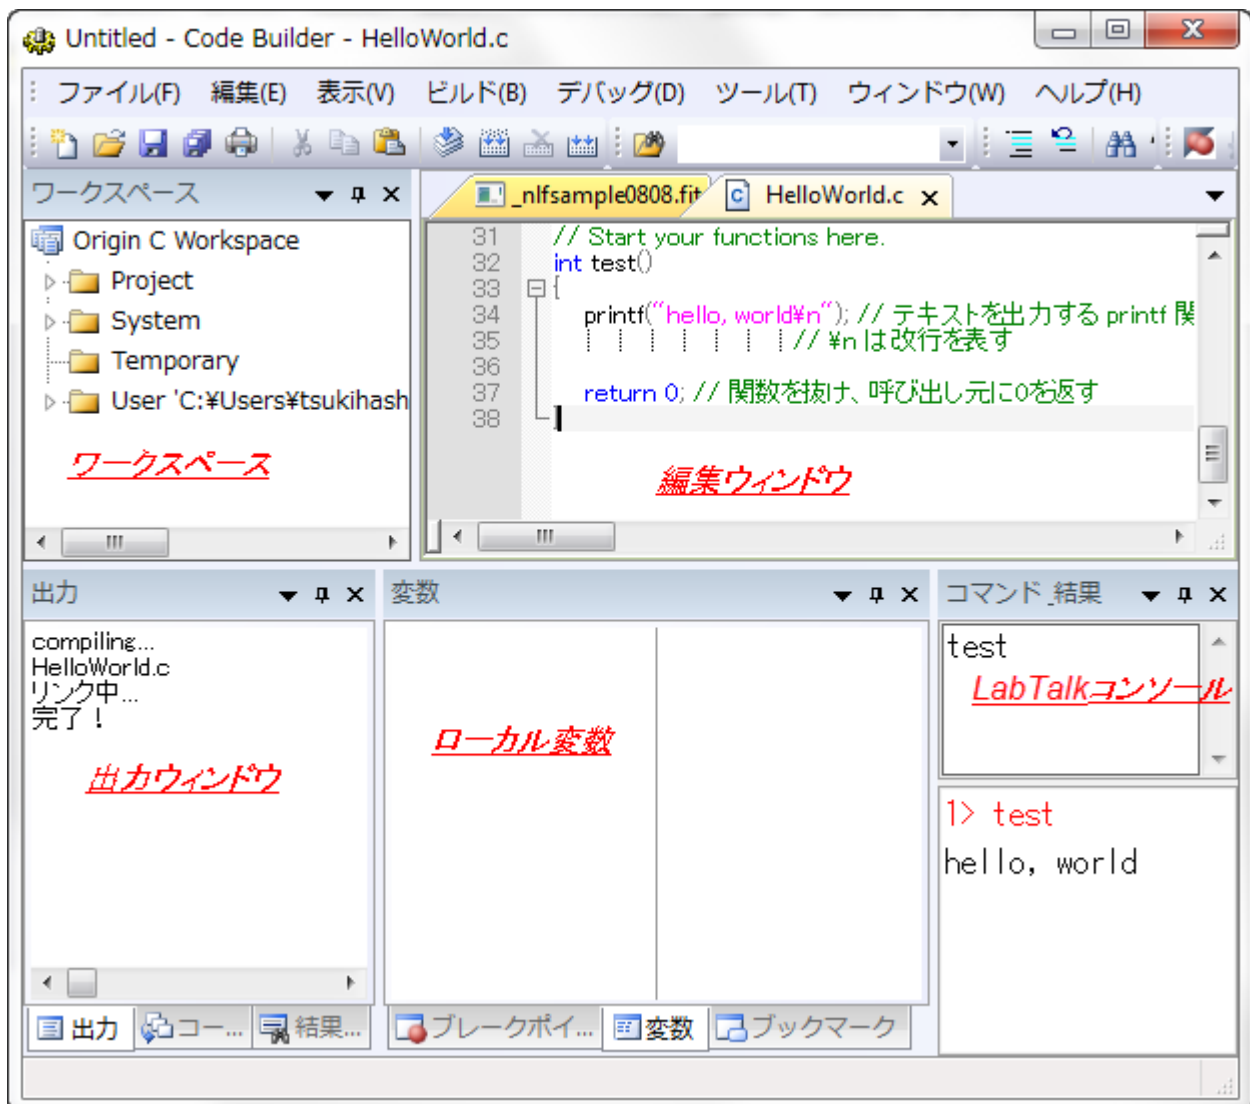 Untitled - Code Builder - HelloWorld.c
ファイル(F) 編集(E) 表示(V) ビルド(B) デバッグ(D) ツール(T) ウィンドウ(W) ヘルプ(H)
ワークスペース
Origin C Workspace
Project
System
Temporary
User 'C:¥Users¥tsukihash
ワークスペース
_nlfsample0808.fit
HelloWorld.c
31 // Start your functions here.
32 int test()
33 {
34 printf("hello, world¥n"); // テキストを出力する printf 関
35 // ¥n は改行を表す
36
37 return 0; // 関数を抜け、呼び出し元に0を返す
38 }
編集ウィンドウ
出力
compiling...
HelloWorld.c
リンク中...
完了！
出力ウィンドウ
出力 コー... 結果...
変数
ローカル変数
ブレークポイ... 変数 ブックマーク
コマンド_結果
test
LabTalkコンソール
1> test
hello, world